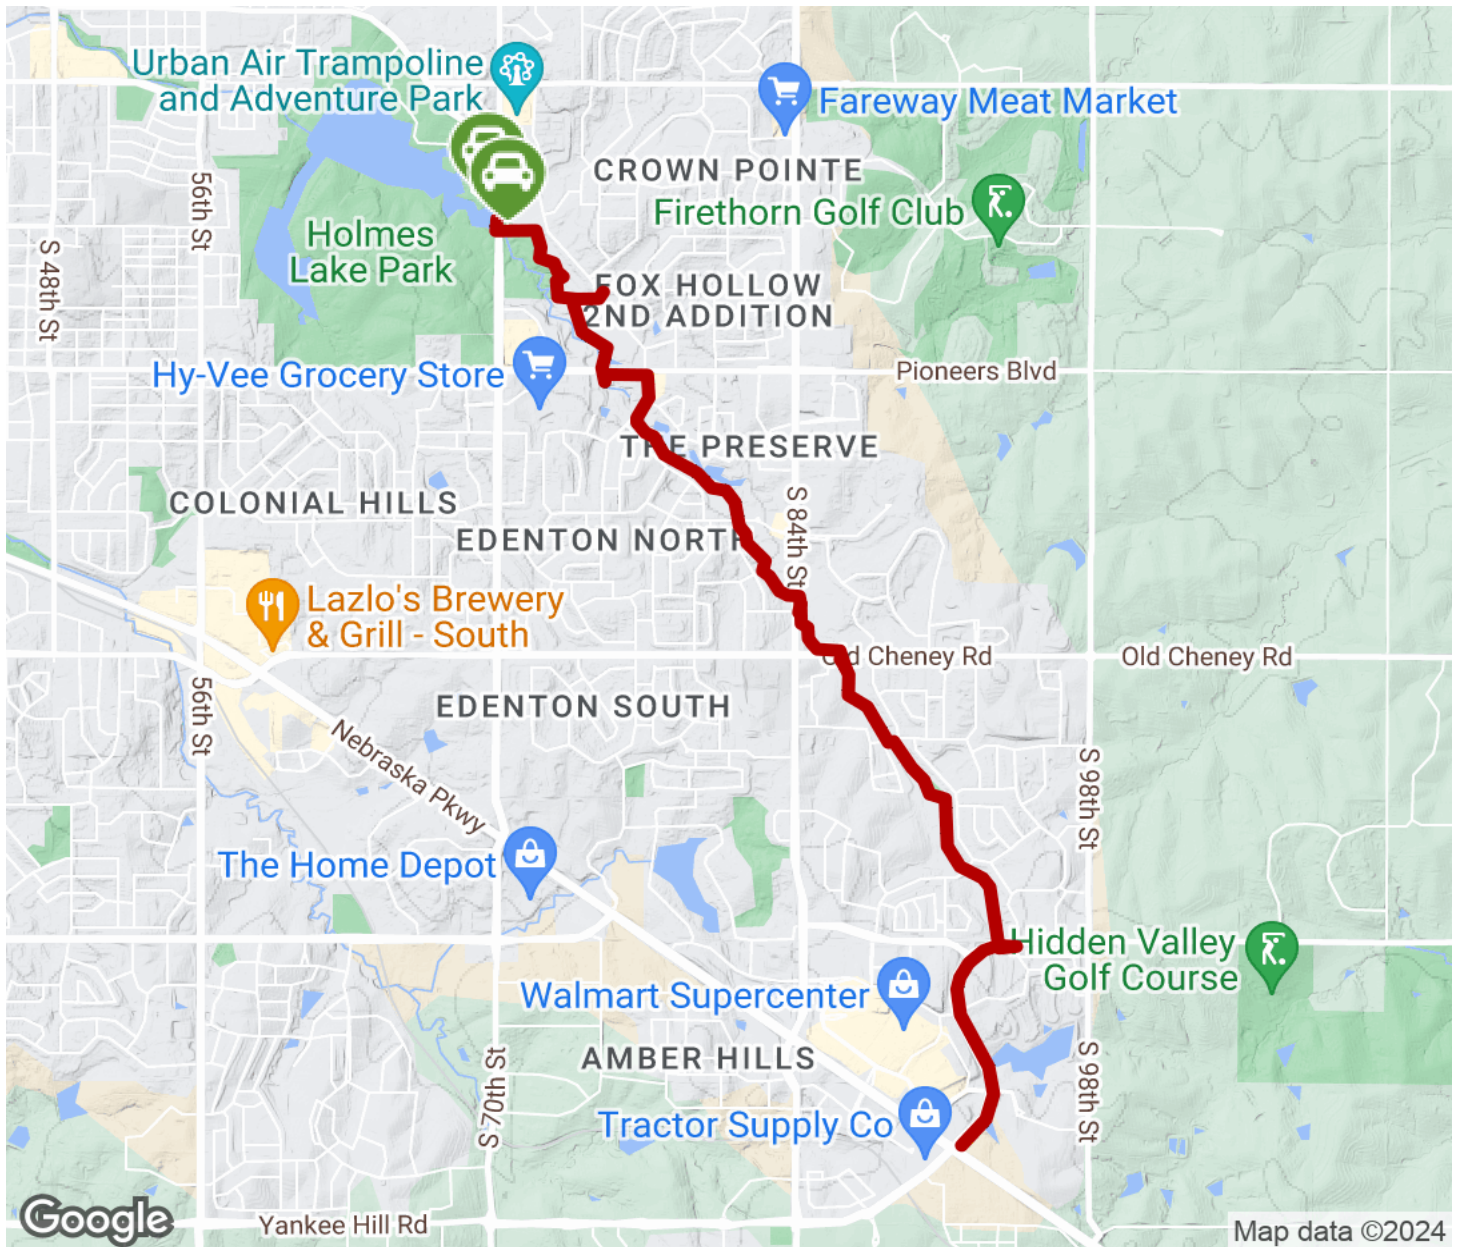 Urban Air Trampoline
and Adventure Park
Fareway Meat Market
CROWN POINTE
56th St
Firethorn Golf Club
Holmes
Lake Park
S 48th St
FOX HOLLOW
2ND ADDITION
Hy-Vee Grocery Store
Pioneers Blvd
THE PRESERVE
COLONIAL HILLS
S 84th St
EDENTON NORTH
Lazlo's Brewery
& Grill - South
Old Cheney Rd
Old Cheney Rd
56th St
EDENTON SOUTH
Nebraska Pkwy
S 98th St
The Home Depot
Hidden Valley
Golf Course
Walmart Supercenter
AMBER HILLS
S 70th St
S 98th St
Tractor Supply Co
Google
Yankee Hill Rd
Map data ©2024